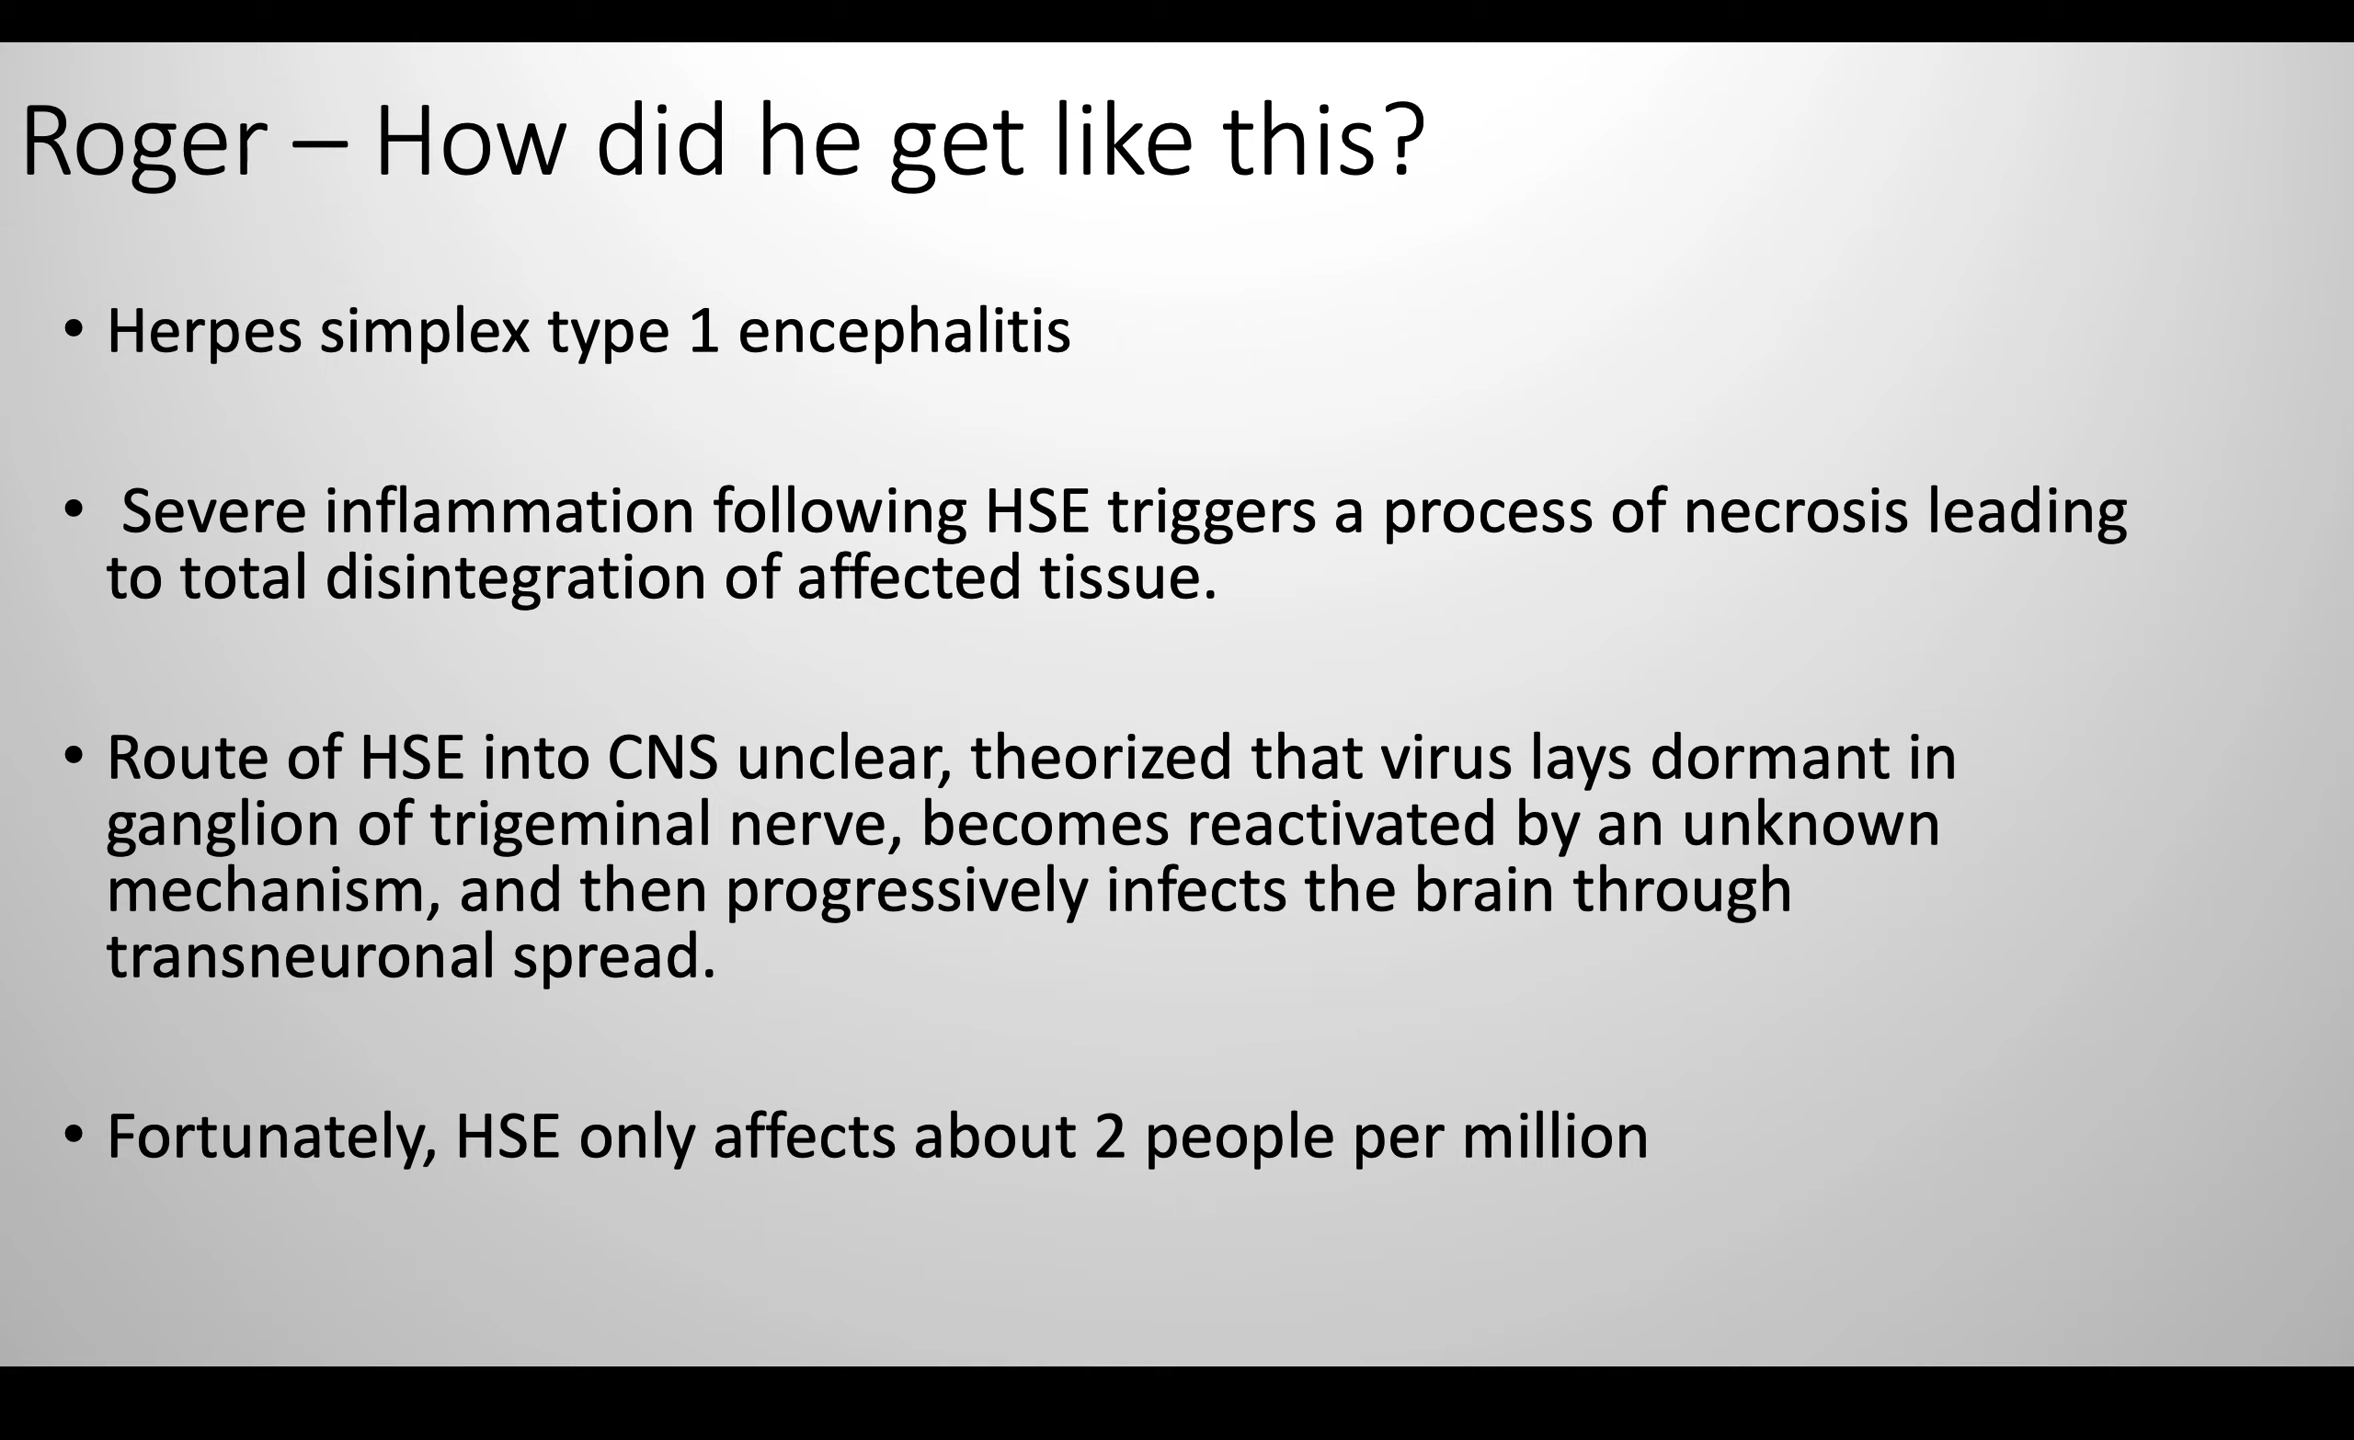 Roger – How did he get like this?
• Herpes simplex type 1 encephalitis
• Severe inflammation following HSE triggers a process of necrosis leading
to total disintegration of affected tissue.
• Route of HSE into CNS unclear, theorized that virus lays dormant in
ganglion of trigeminal nerve, becomes reactivated by an unknown
mechanism, and then progressively infects the brain through
transneuronal spread.
• Fortunately, HSE only affects about 2 people per million